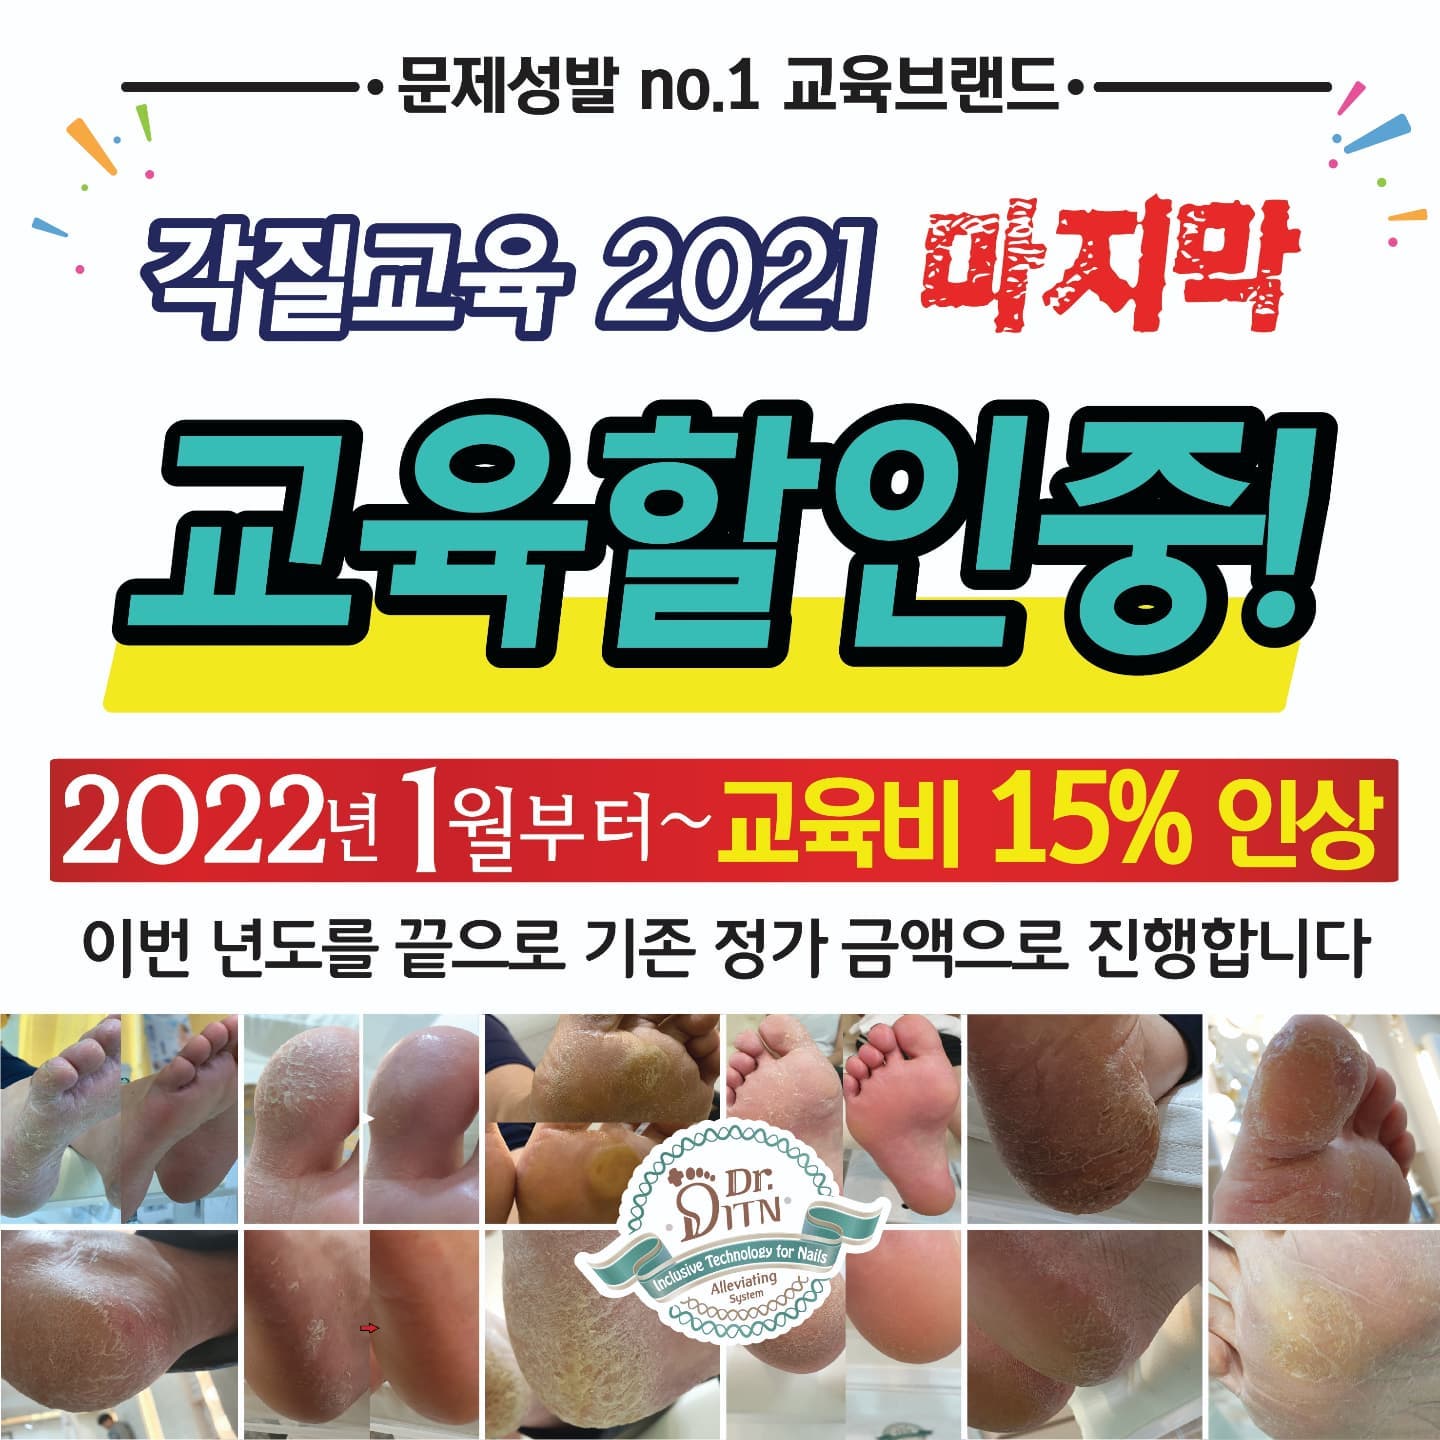 문제성발 no.1 교육브랜드
각질교육 2021 마지막
교육할인중!
2022년 1월부터~교육비 15% 인상
이번 년도를 끝으로 기존 정가 금액으로 진행합니다
Dr.
DITN
Inclusive Technology for Nails
Alleviating
System